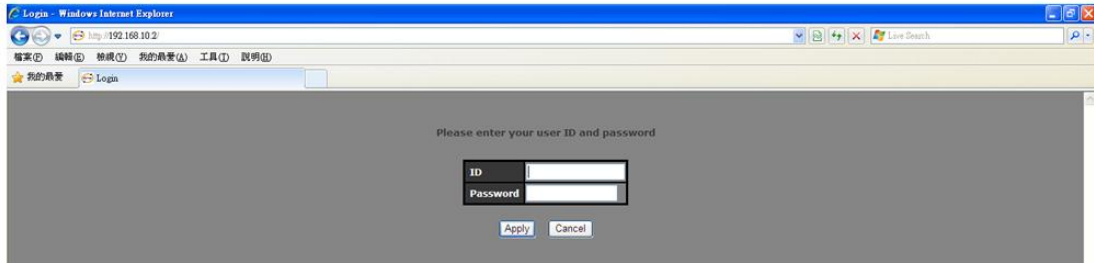 Login - Windows Internet Explorer
http://192.168.10.2/
Live Search
檔案(F) 編輯(E) 檢視(V) 我的最愛(A) 工具(T) 說明(H)
我的最愛 Login
Please enter your user ID and password
ID
Password
Apply Cancel